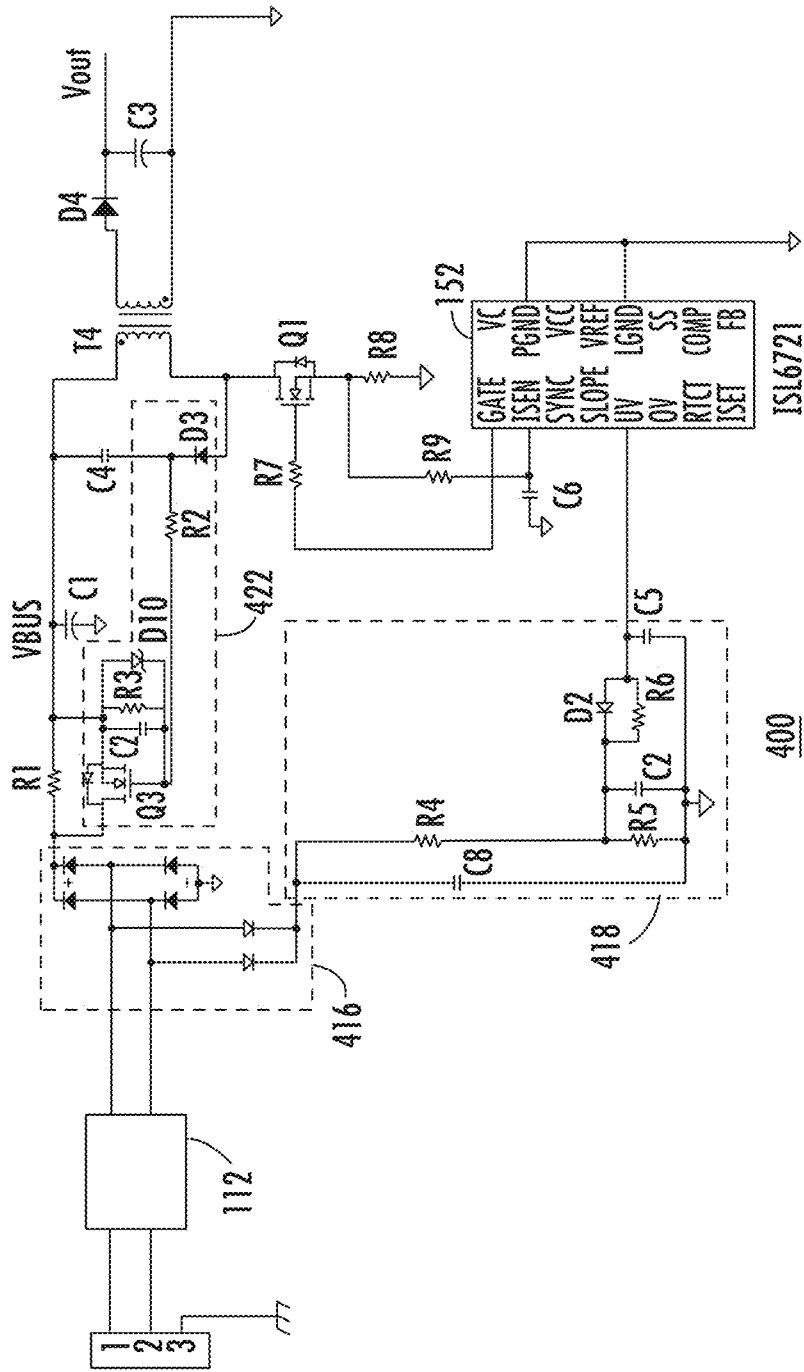 1
2
3
112
416
+
-
R1
VBUS
C1
Q3
C2
R3
D10
422
C4
R2
D3
T4
D4
C3
Vout
Q1
R7
R8
R9
C6
152
GATE VC
ISEN PGND
SYNC VCC
SLOPE VREF
UV LGND
OV SS
RTCT COMP
ISET FB
ISL6721
R4
C8
R5
C2
D2
R6
C5
418
400